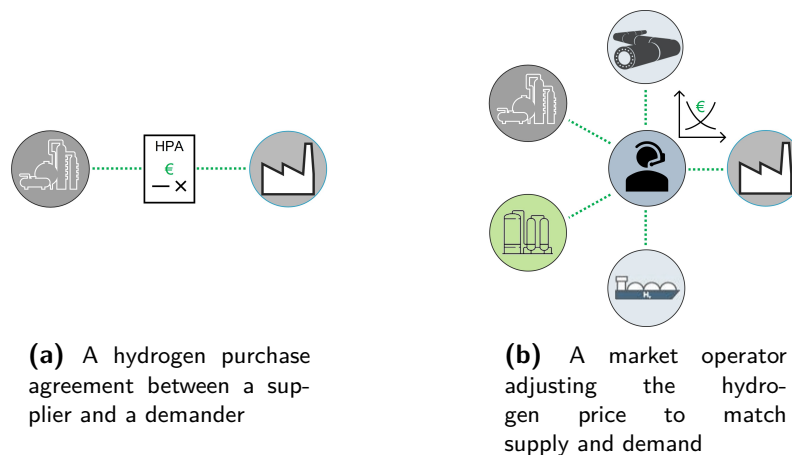 HPA
€
€
H₂
(a) A hydrogen purchase
agreement between a sup-
plier and a demander
(b) A market operator
adjusting the hydro-
gen price to match
supply and demand